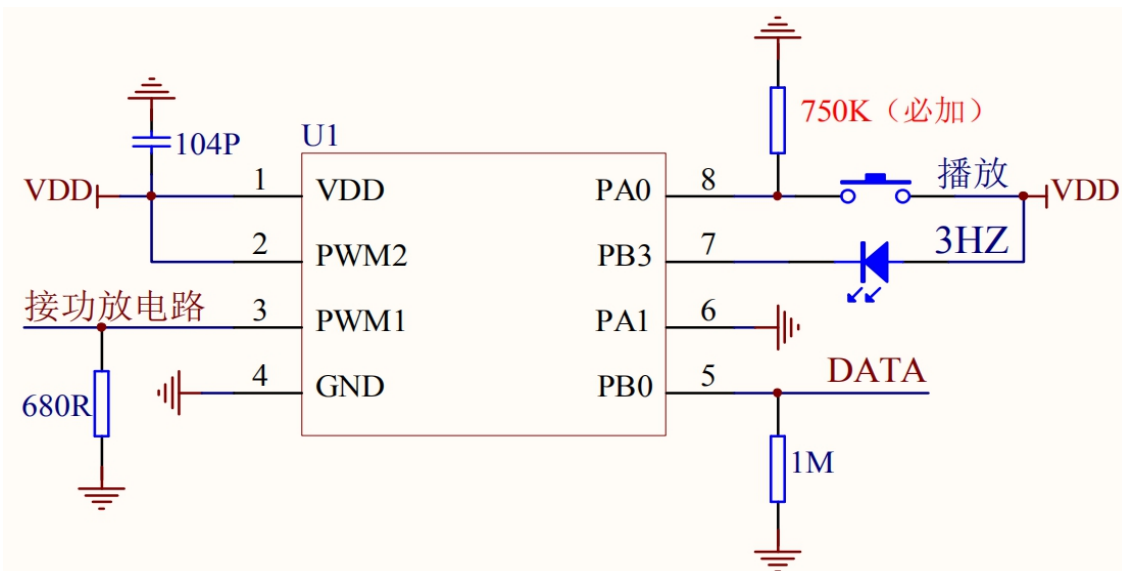 750K（必加）
104P
U1
VDD
1
VDD
PA0
8
播放
VDD
2
PWM2
PB3
7
3HZ
接功放电路
3
PWM1
PA1
6
4
GND
PB0
5
DATA
680R
1M